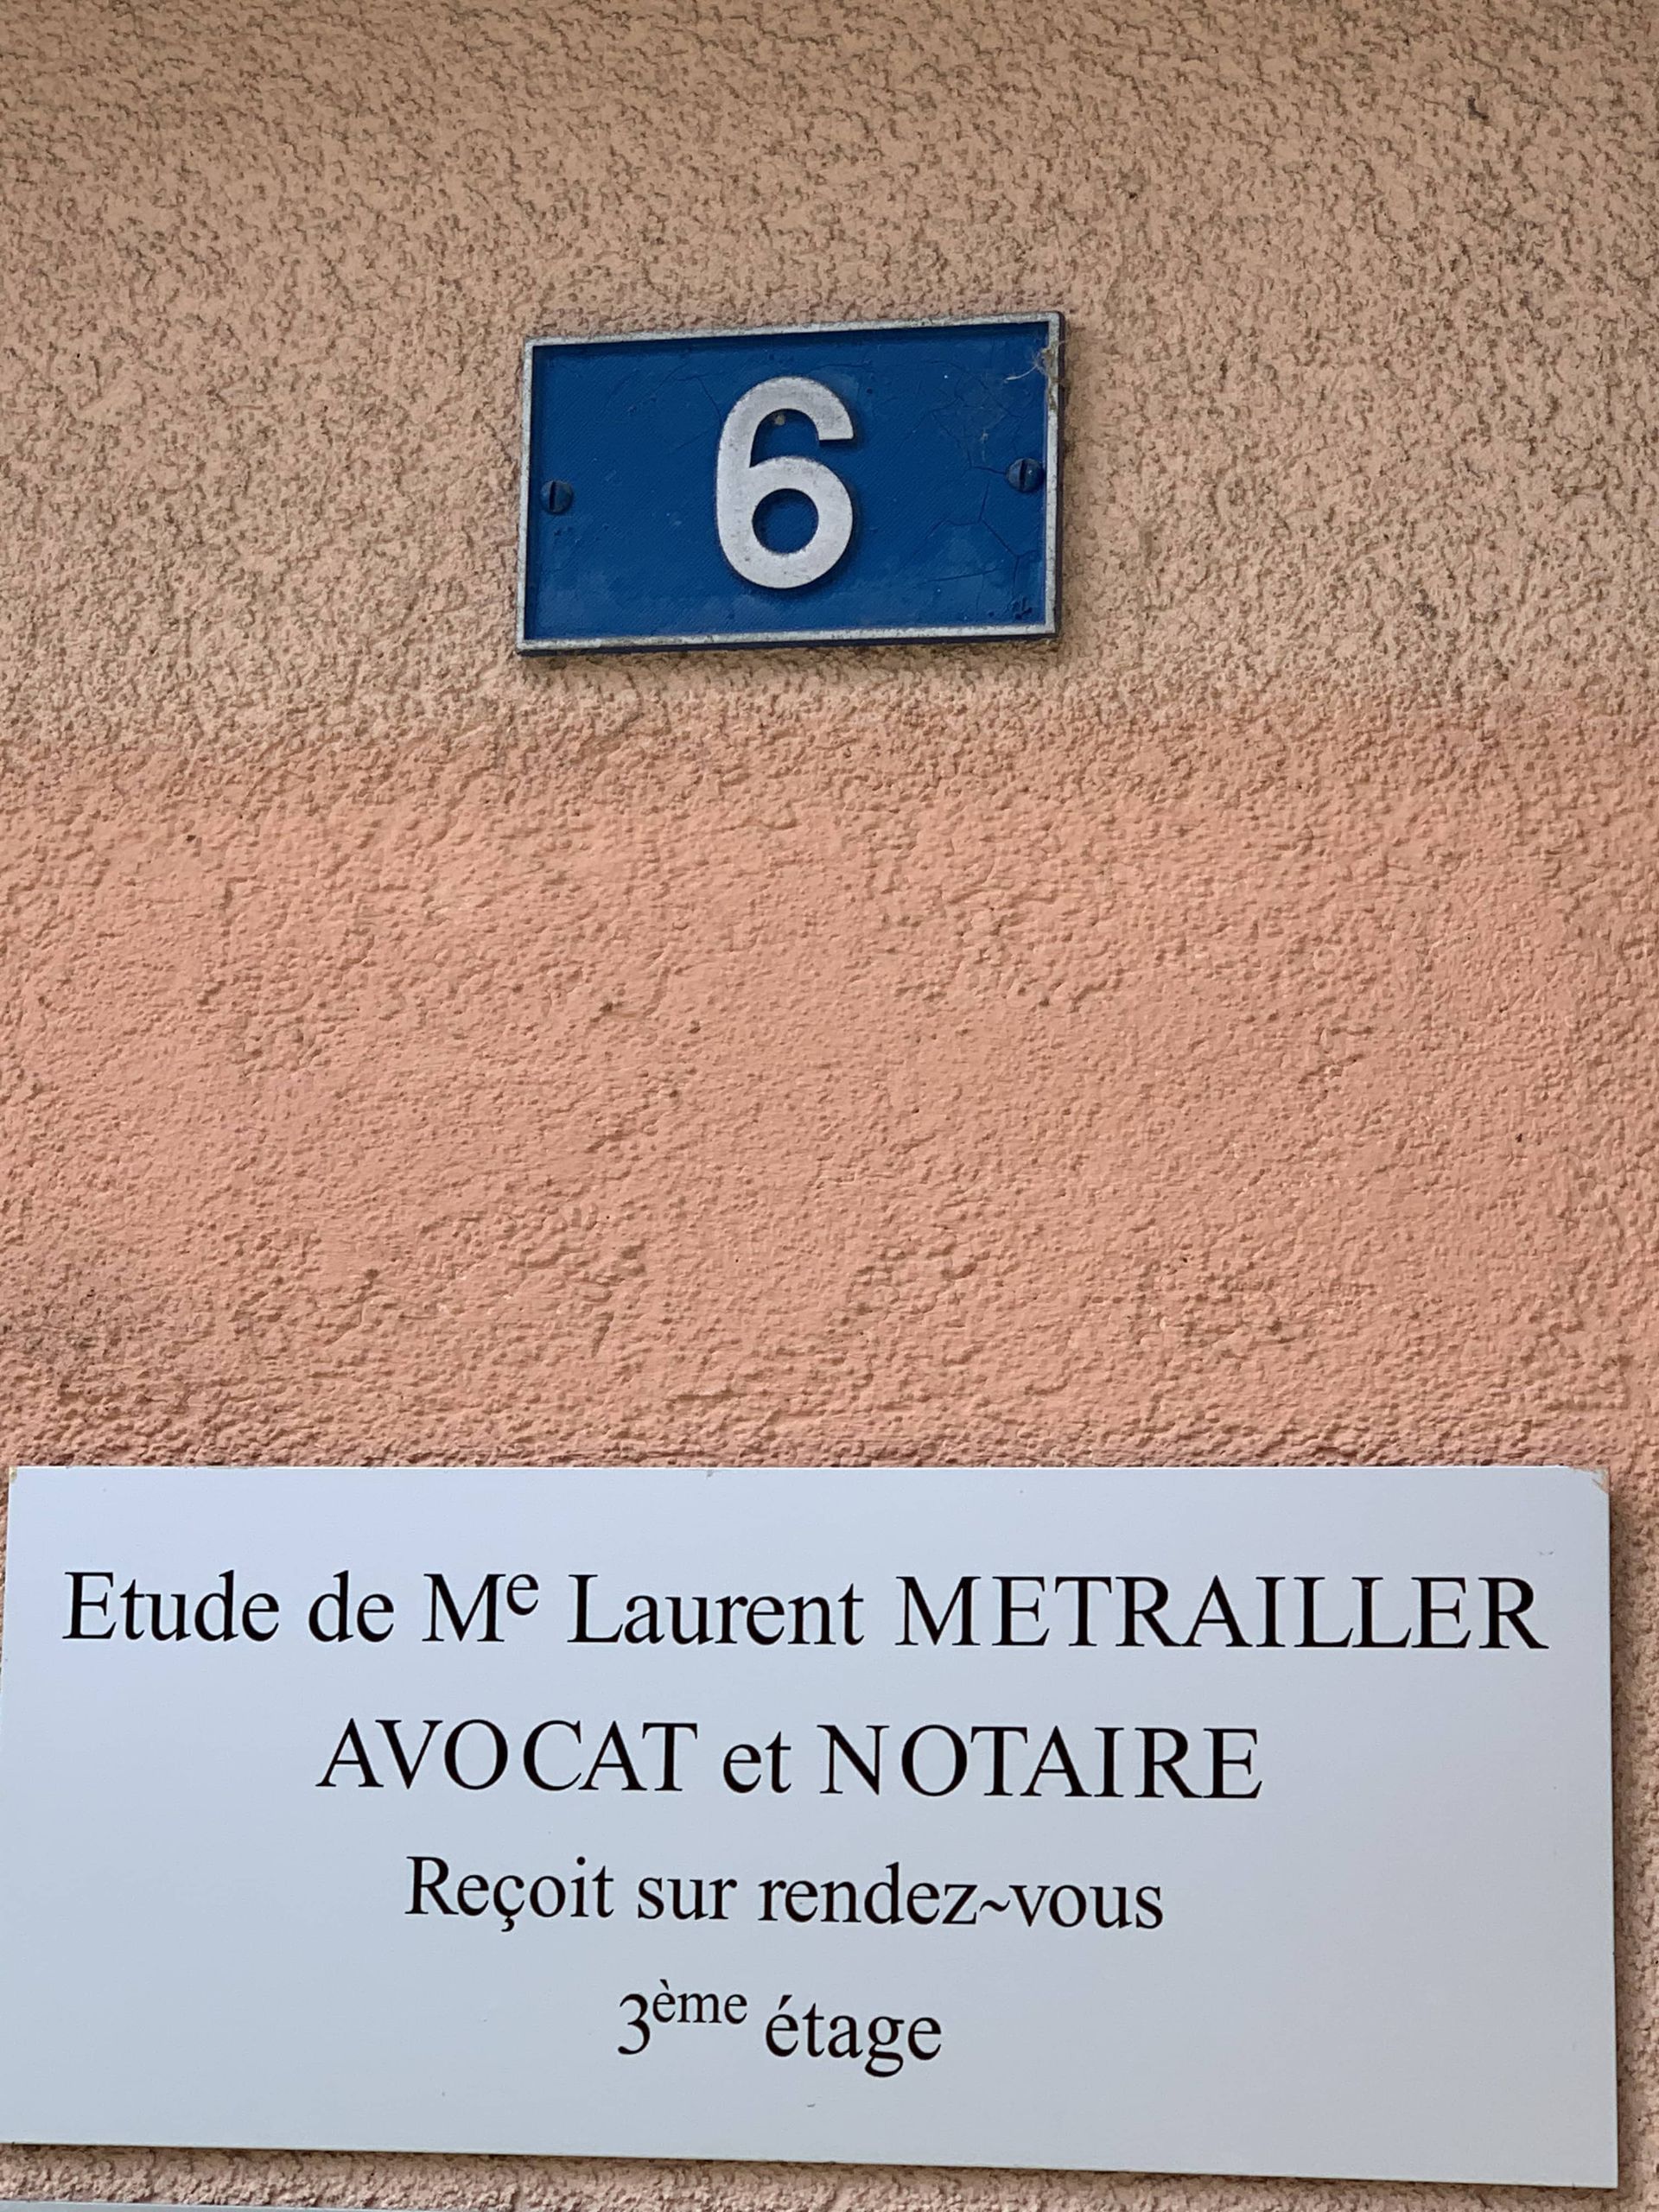 6
Etude de Me Laurent METRAILLER
AVOCAT et NOTAIRE
Reçoit sur rendez~vous
3ème étage